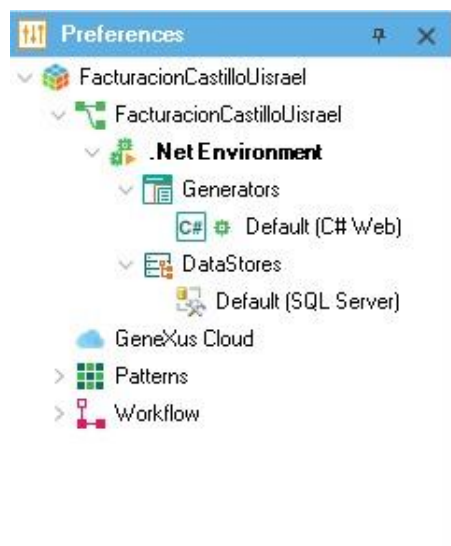 Preferences
FacturacionCastilloUisrael
FacturacionCastilloUisrael
.Net Environment
Generators
C# Default (C# Web)
DataStores
Default (SQL Server)
GeneXus Cloud
Patterns
Workflow